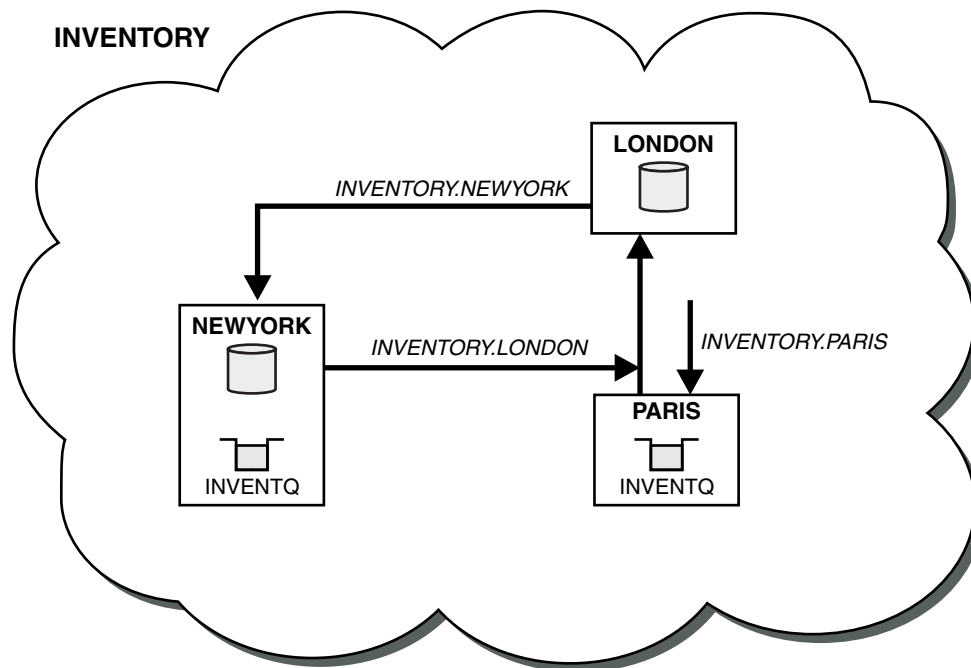 INVENTORY
LONDON
INVENTORY.NEWYORK
NEWYORK
INVENTORY.LONDON
INVENTORY.PARIS
PARIS
INVENTQ
INVENTQ